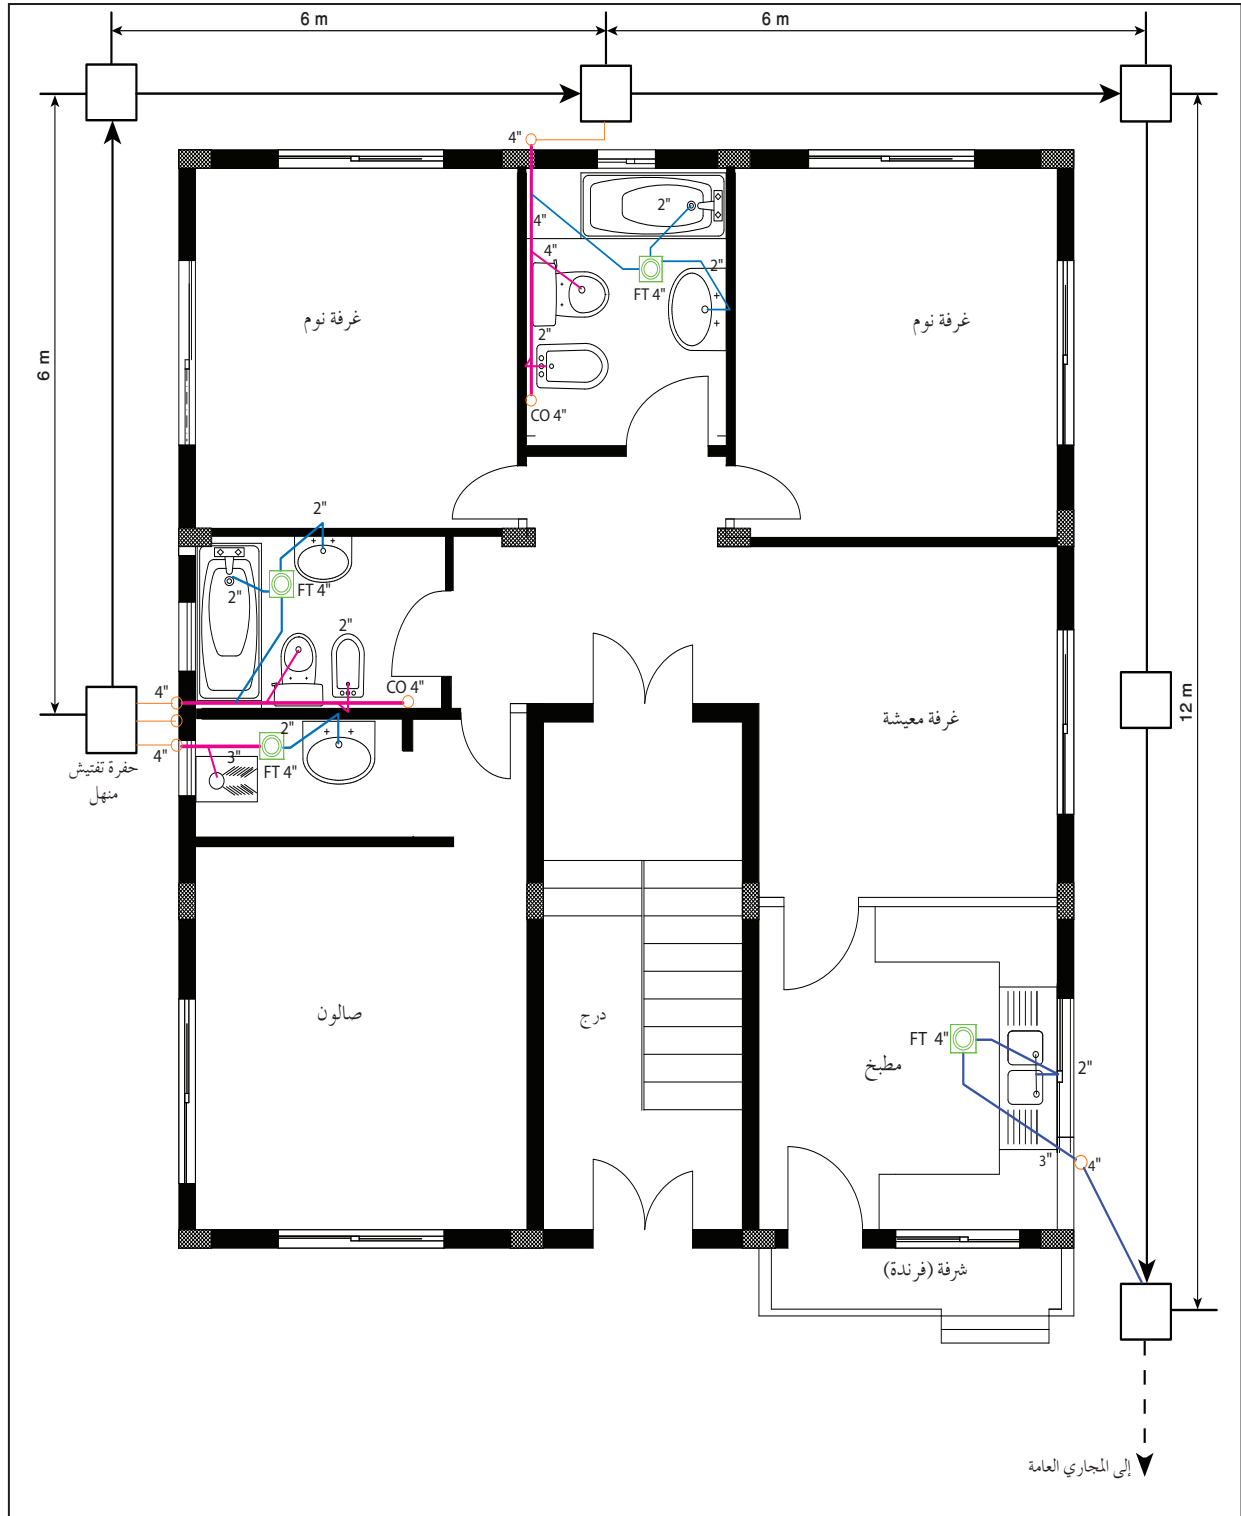 6 m
6 m
4"
2"
4"
4"
2"
FT 4"
6 m
غرفة نوم
غرفة نوم
2"
CO 4"
2"
FT 4"
2"
2"
CO 4"
4"
12 m
غرفة معيشة
2"
4"
3"
FT 4"
حفرة تفتيش
منهل
صالون
درج
FT 4"
مطبخ
2"
3"
4"
شرفة (فرندة)
إلى المجاري العامة